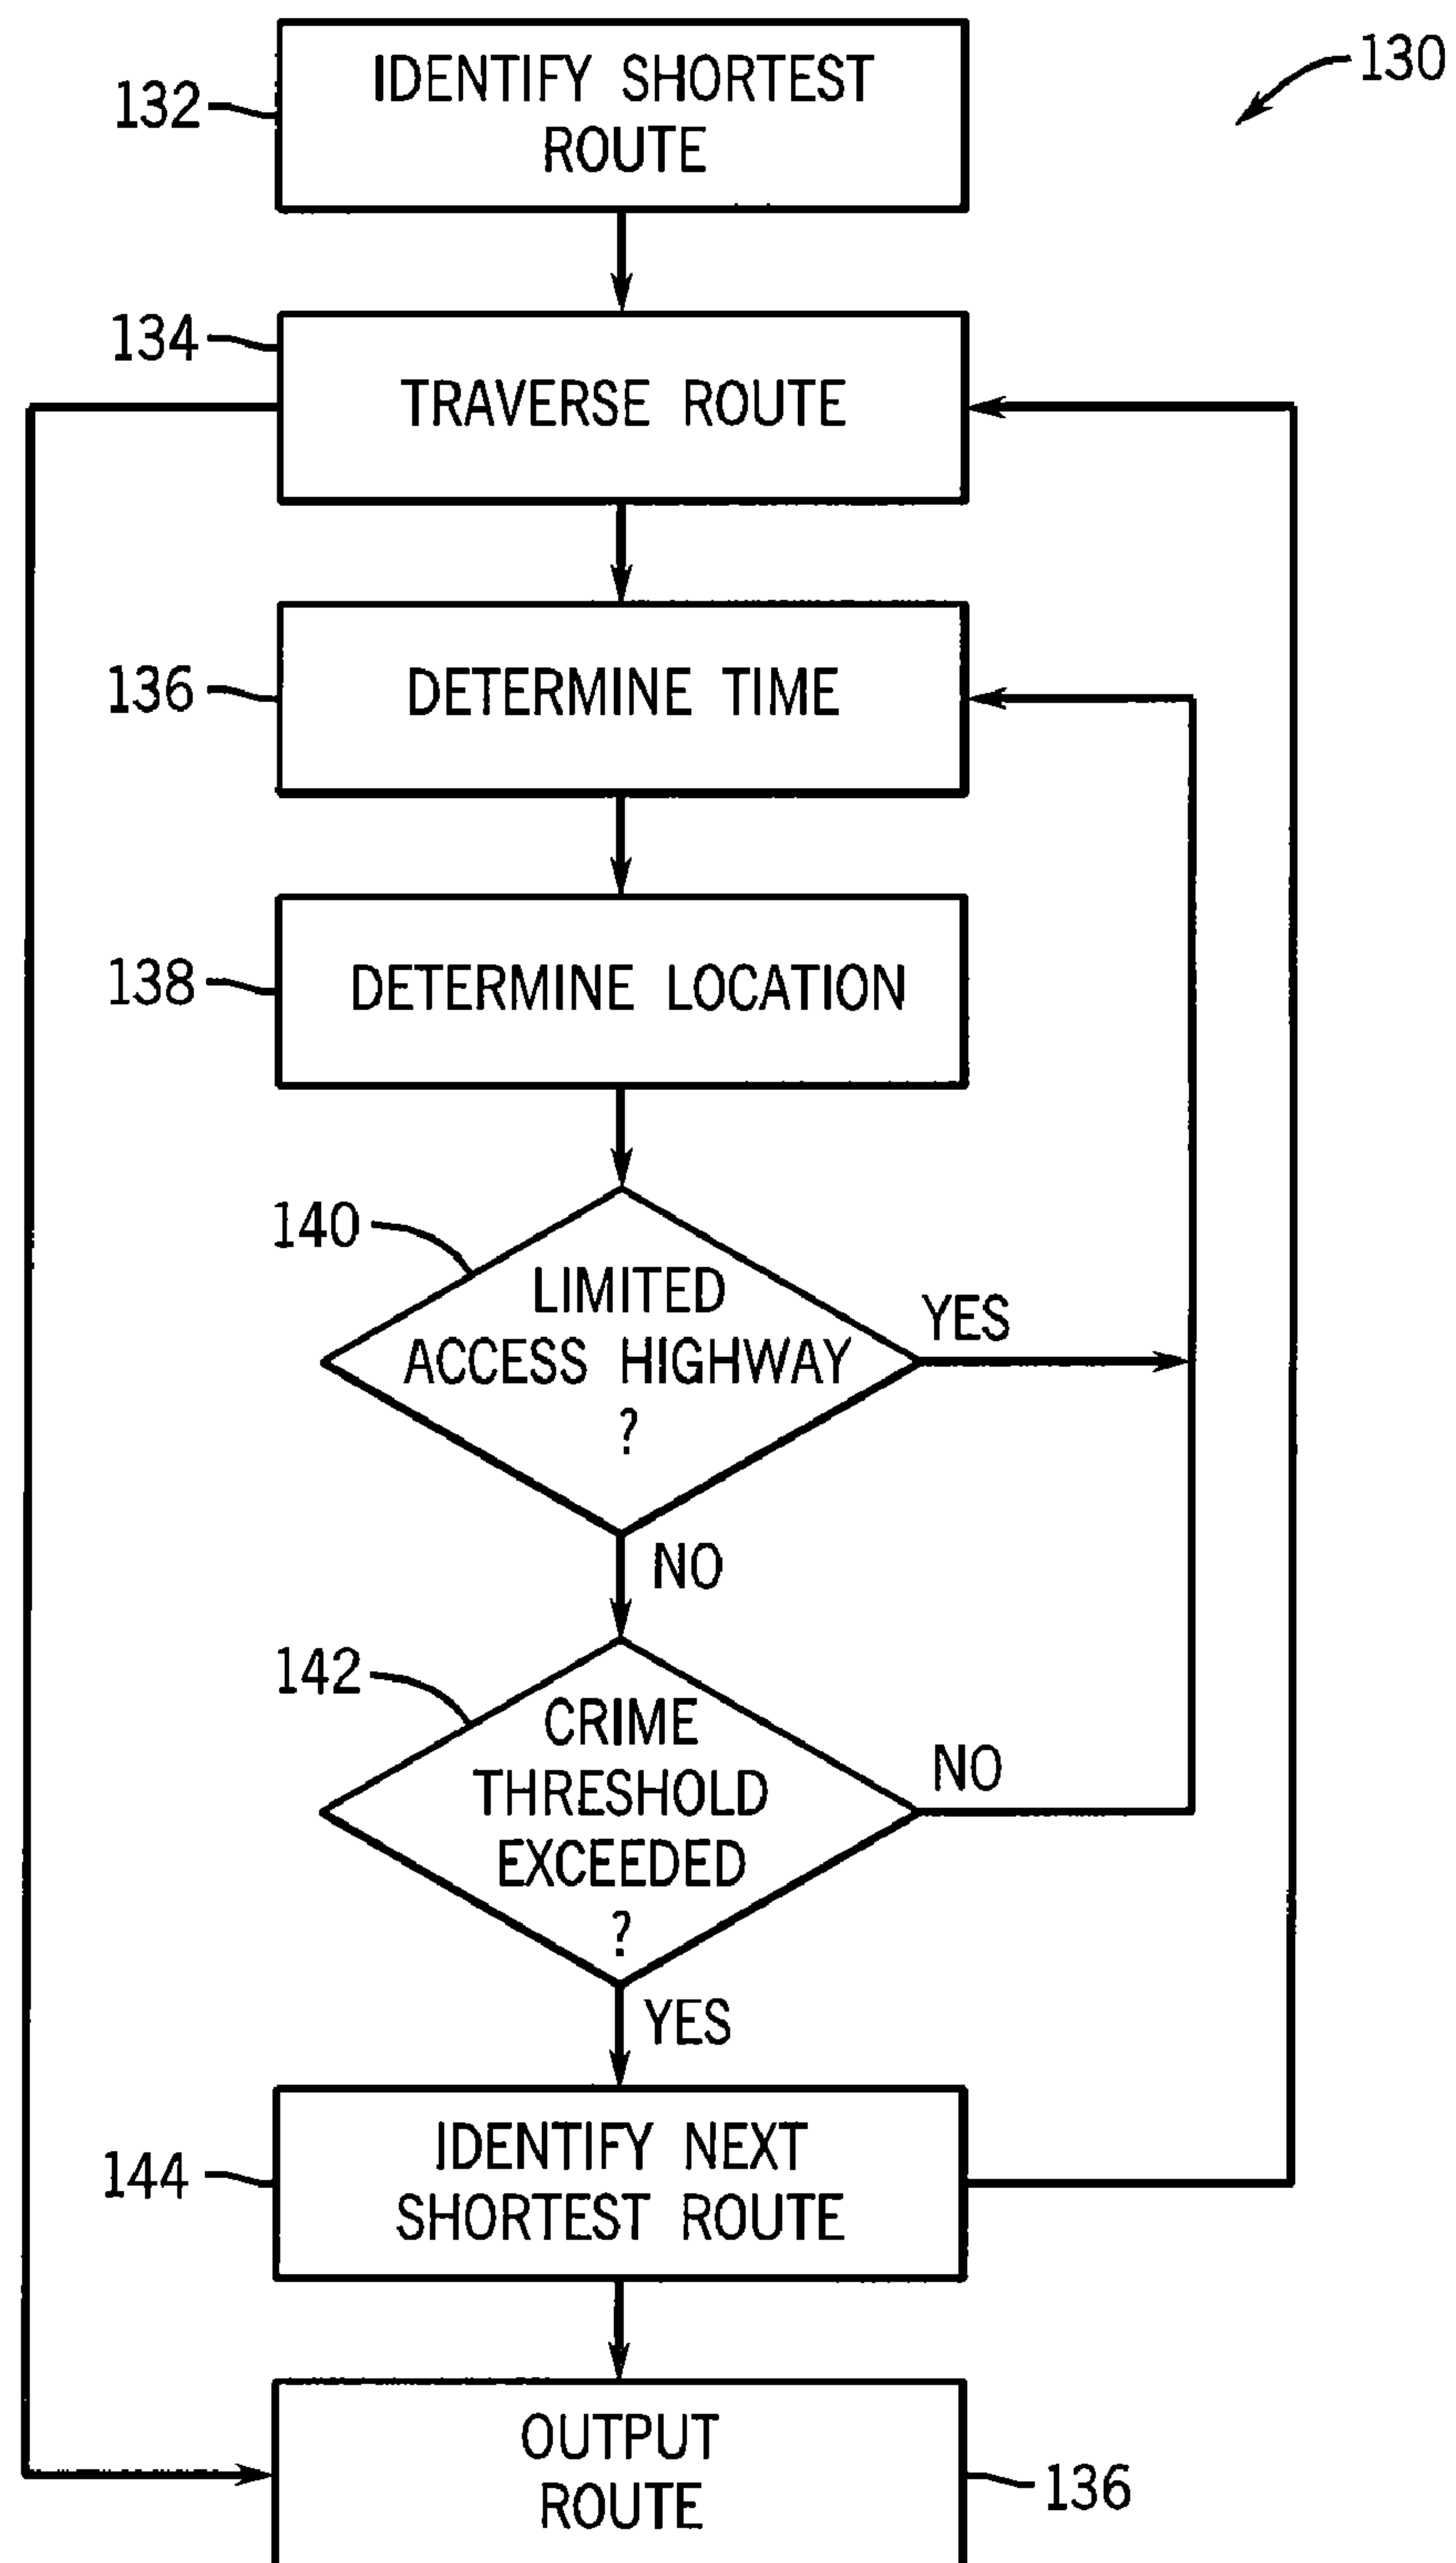 130
132
IDENTIFY SHORTEST
ROUTE
134
TRAVERSE ROUTE
136
DETERMINE TIME
138
DETERMINE LOCATION
140
LIMITED
ACCESS HIGHWAY
?
YES
NO
142
CRIME
THRESHOLD
EXCEEDED
?
NO
YES
144
IDENTIFY NEXT
SHORTEST ROUTE
OUTPUT
ROUTE
136